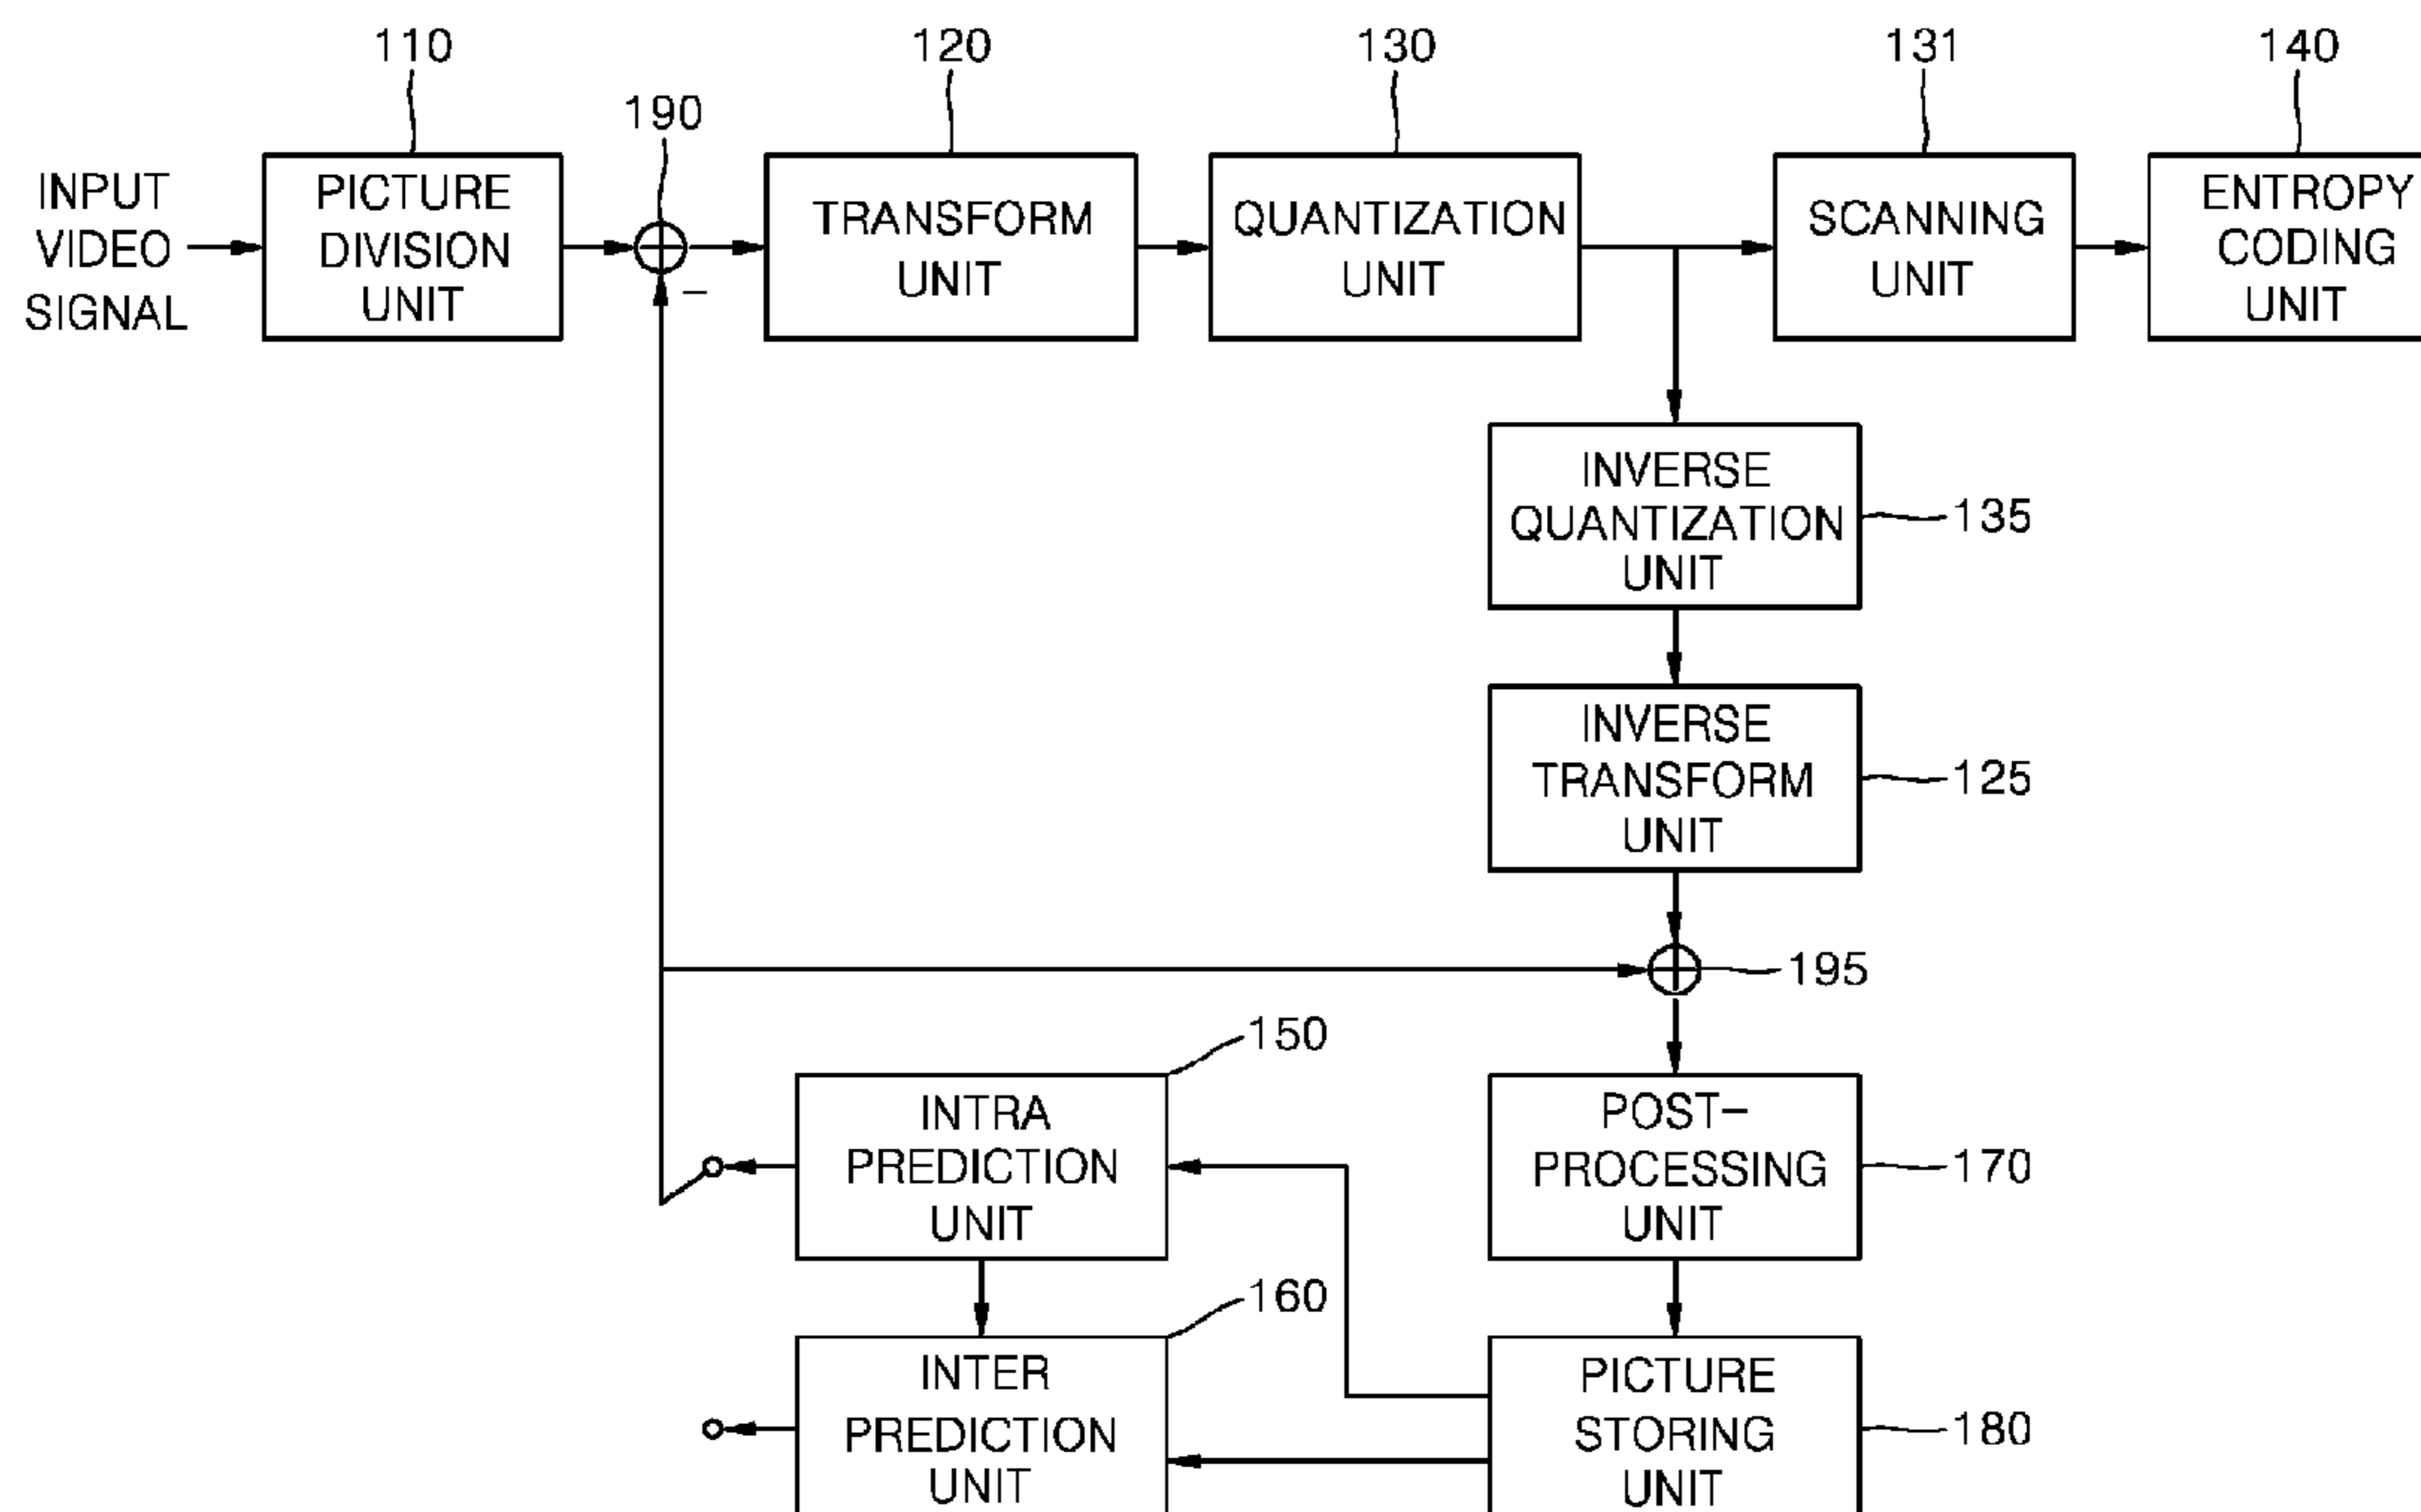 110
120
130
131
140
190
INPUT
VIDEO
SIGNAL
PICTURE
DIVISION
UNIT
–
TRANSFORM
UNIT
QUANTIZATION
UNIT
SCANNING
UNIT
ENTROPY
CODING
UNIT
INVERSE
QUANTIZATION
UNIT
135
INVERSE
TRANSFORM
UNIT
125
195
150
INTRA
PREDICTION
UNIT
POST–
PROCESSING
UNIT
170
160
INTER
PREDICTION
UNIT
PICTURE
STORING
UNIT
180